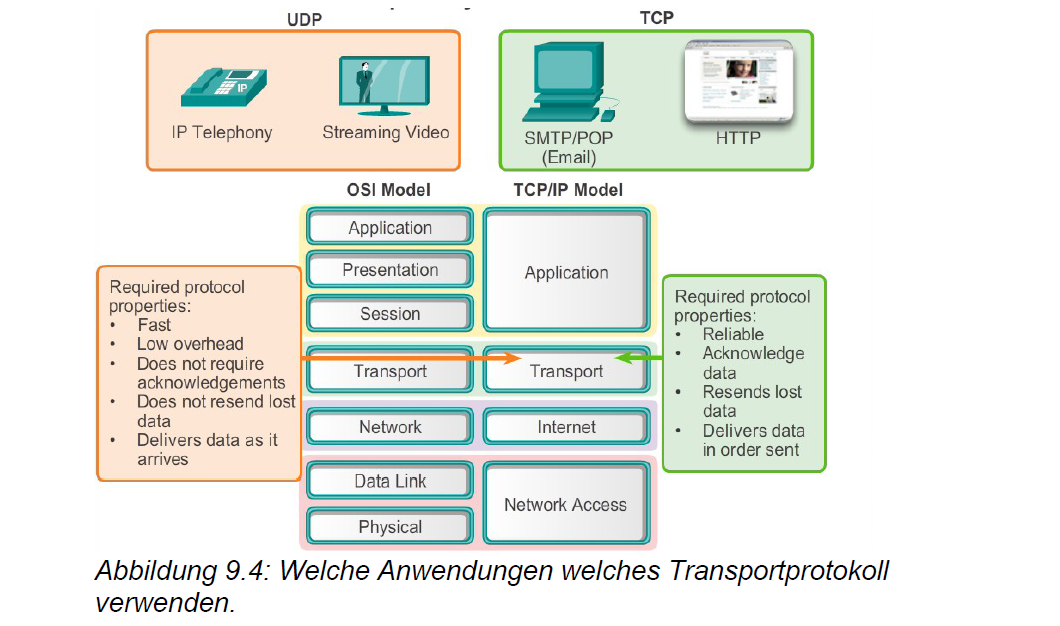 UDP
TCP
IP
IP Telephony
Streaming Video
SMTP/POP
(Email)
HTTP
OSI Model
TCP/IP Model
Application
Presentation
Session
Transport
Network
Data Link
Physical
Application
Transport
Internet
Network Access
Required protocol
properties:
• Fast
• Low overhead
• Does not require
acknowledgements
• Does not resend lost
data
• Delivers data as it
arrives
Required protocol
properties:
• Reliable
• Acknowledge
data
• Resends lost
data
• Delivers data
in order sent
Abbildung 9.4: Welche Anwendungen welches Transportprotokoll
verwenden.